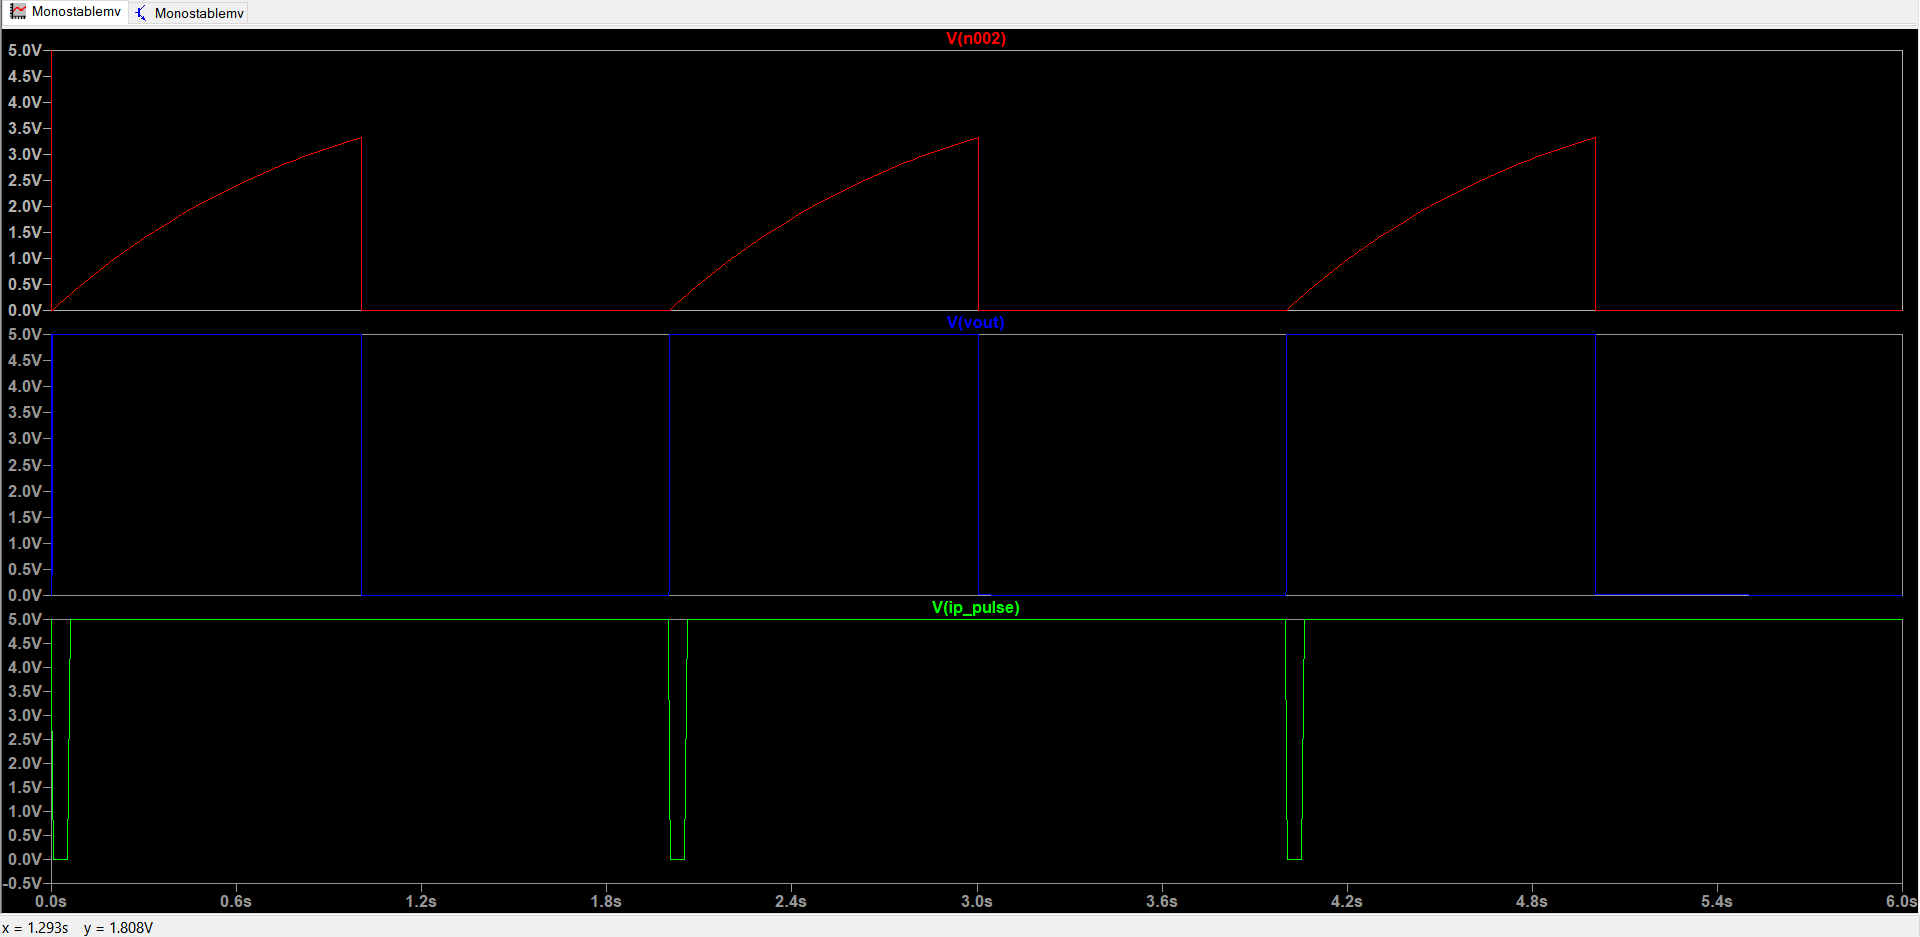 Monostablemv Monostablemv
V(n002)
5.0V
4.5V
4.0V
3.5V
3.0V
2.5V
2.0V
1.5V
1.0V
0.5V
0.0V
V(vout)
5.0V
4.5V
4.0V
3.5V
3.0V
2.5V
2.0V
1.5V
1.0V
0.5V
0.0V
V(ip_pulse)
5.0V
4.5V
4.0V
3.5V
3.0V
2.5V
2.0V
1.5V
1.0V
0.5V
0.0V
-0.5V
0.0s 0.6s 1.2s 1.8s 2.4s 3.0s 3.6s 4.2s 4.8s 5.4s 6.0s
x = 1.293s y = 1.808V